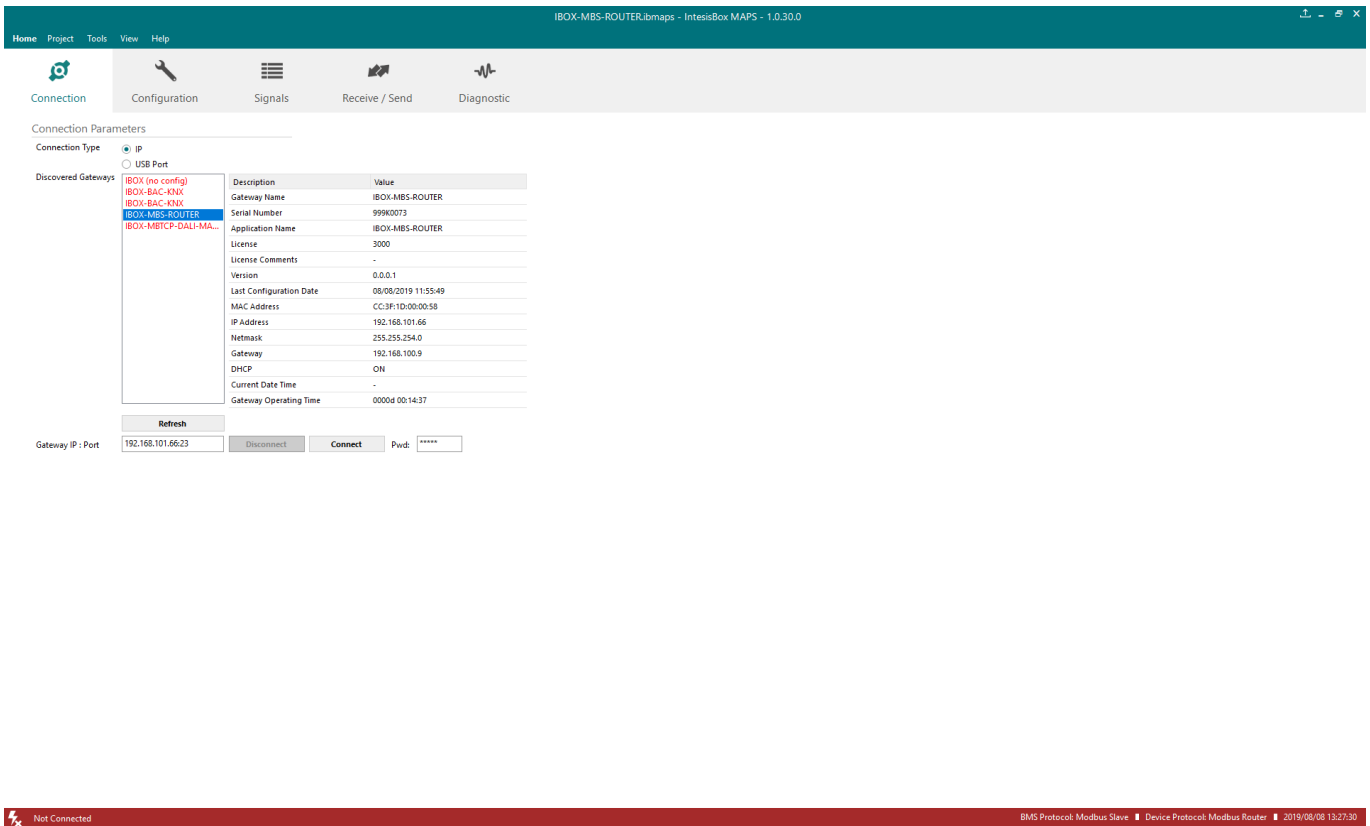 IBOX-MBS-ROUTER.ibmaps - IntesisBox MAPS - 1.0.30.0
Home Project Tools View Help
Connection Configuration Signals Receive / Send Diagnostic
Connection Parameters
Connection Type IP
USB Port
Discovered Gateways
IBOX (no config)
IBOX-BAC-KNX
IBOX-BAC-KNX
IBOX-MBS-ROUTER
IBOX-MBTCP-DALI-MA...
Description Value
Gateway Name IBOX-MBS-ROUTER
Serial Number 999K0073
Application Name IBOX-MBS-ROUTER
License 3000
License Comments -
Version 0.0.0.1
Last Configuration Date 08/08/2019 11:55:49
MAC Address CC:3F:1D:00:00:58
IP Address 192.168.101.66
Netmask 255.255.254.0
Gateway 192.168.100.9
DHCP ON
Current Date Time -
Gateway Operating Time 0000d 00:14:37
Refresh
Gateway IP : Port 192.168.101.66:23 Disconnect Connect Pwd: *****
Not Connected BMS Protocol: Modbus Slave Device Protocol: Modbus Router 2019/08/08 13:27:30